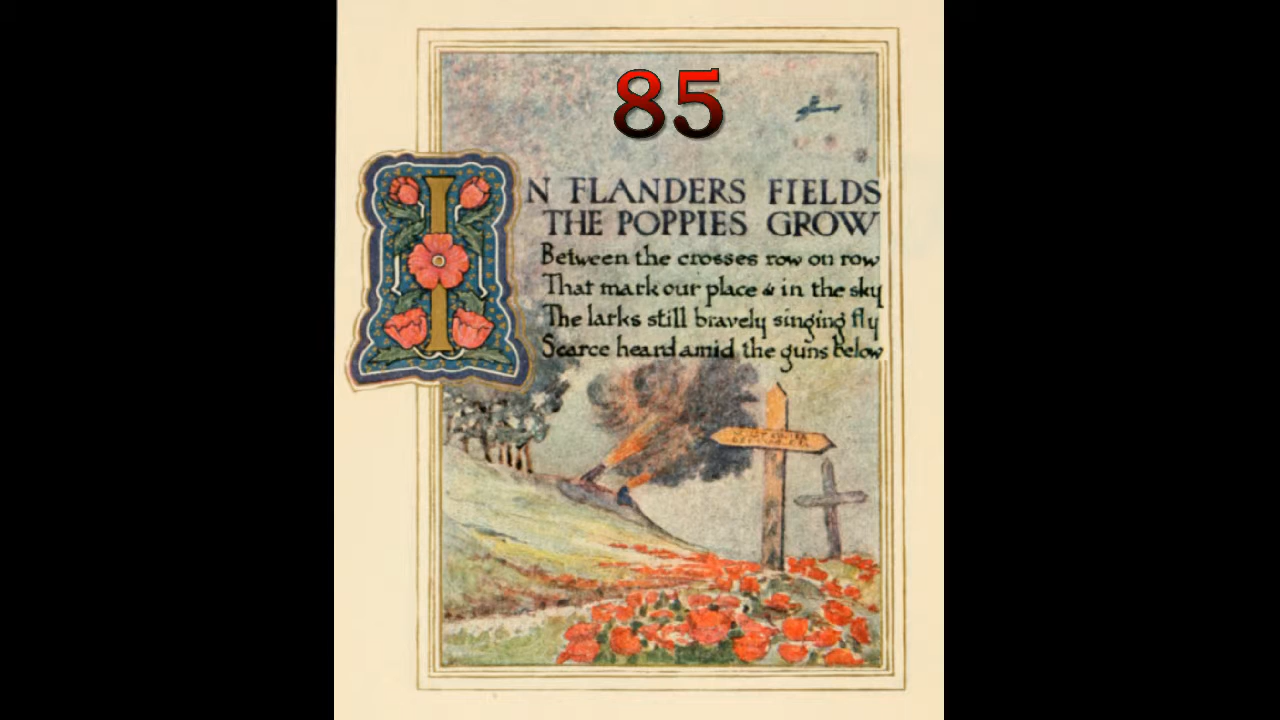 85
IN FLANDERS FIELDS
THE POPPIES GROW
Between the crosses row on row
That mark our place & in the sky
The larks still bravely singing fly
Scarce heard amid the guns below